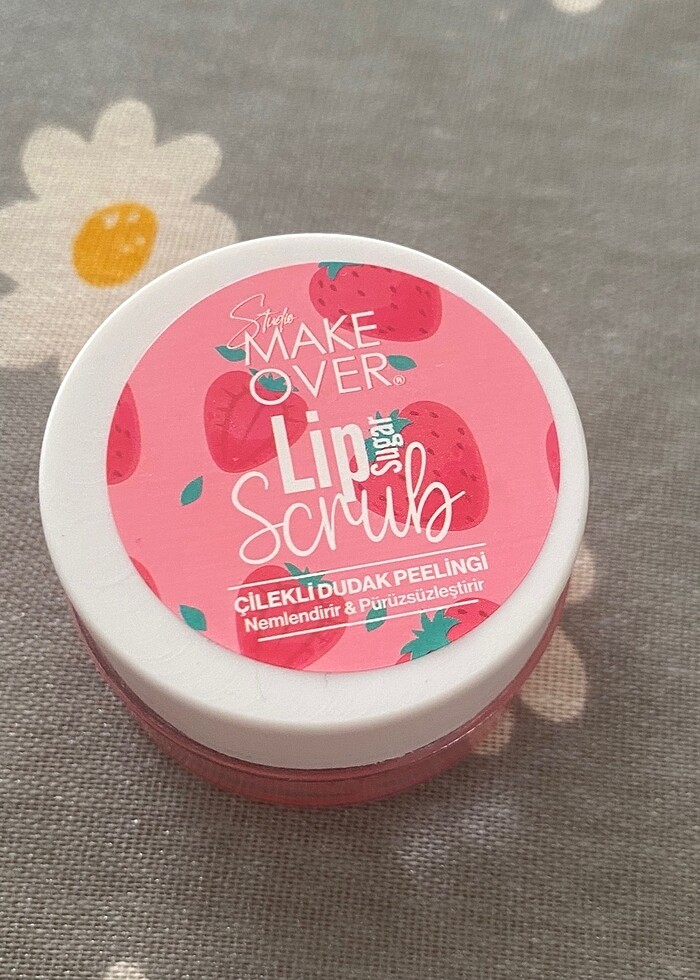 Studio
MAKE
OVER®
Lip
Sugar
Scrub
ÇİLEKLİ DUDAK PEELİNGİ
Nemlendirir & Pürüzsüzleştirir